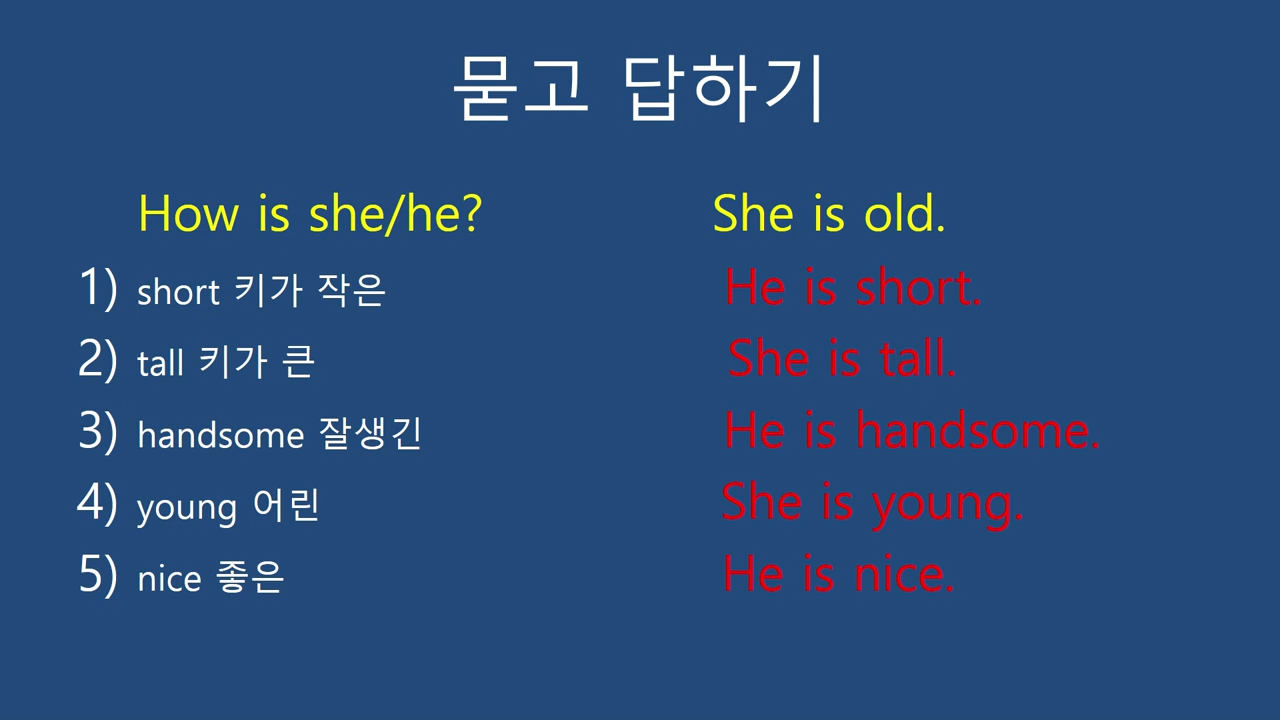 묻고 답하기
How is she/he? She is old.
1) short 키가 작은 He is short.
2) tall 키가 큰 She is tall.
3) handsome 잘생긴 He is handsome.
4) young 어린 She is young.
5) nice 좋은 He is nice.